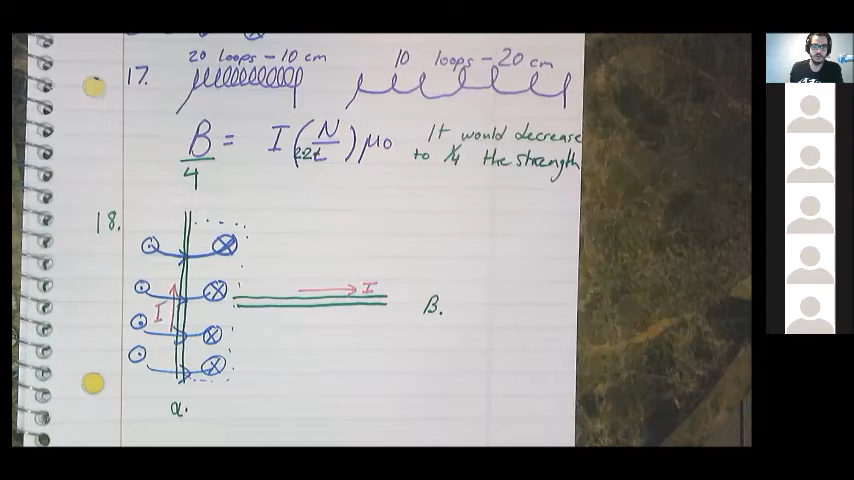 20 loops - 10 cm
10 loops - 20 cm
17.
B/4 = I (N/2·2L) μ0
It would decrease
to 1/4 the strength
18.
I
I
B.
a.